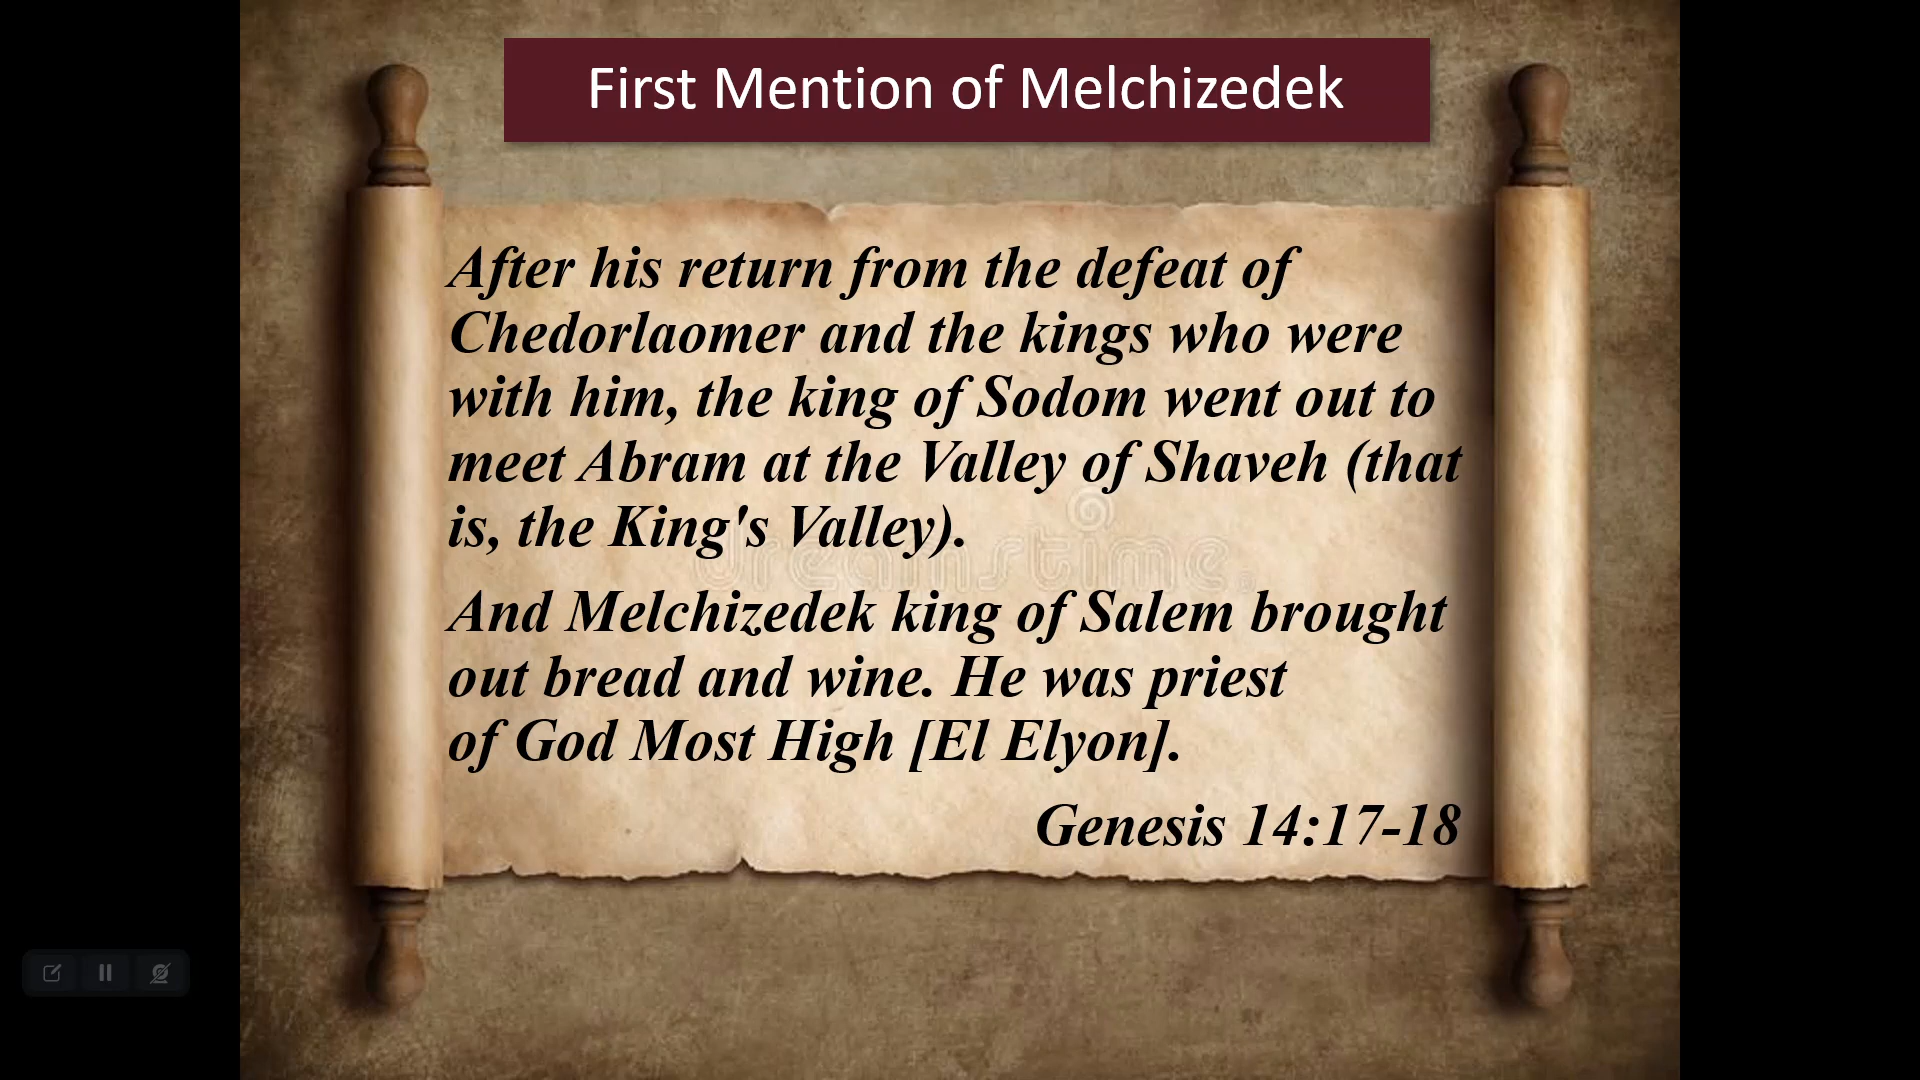 First Mention of Melchizedek
After his return from the defeat of
Chedorlaomer and the kings who were
with him, the king of Sodom went out to
meet Abram at the Valley of Shaveh (that
is, the King's Valley).
dreamstime.
And Melchizedek king of Salem brought
out bread and wine. He was priest
of God Most High [El Elyon].
Genesis 14:17-18